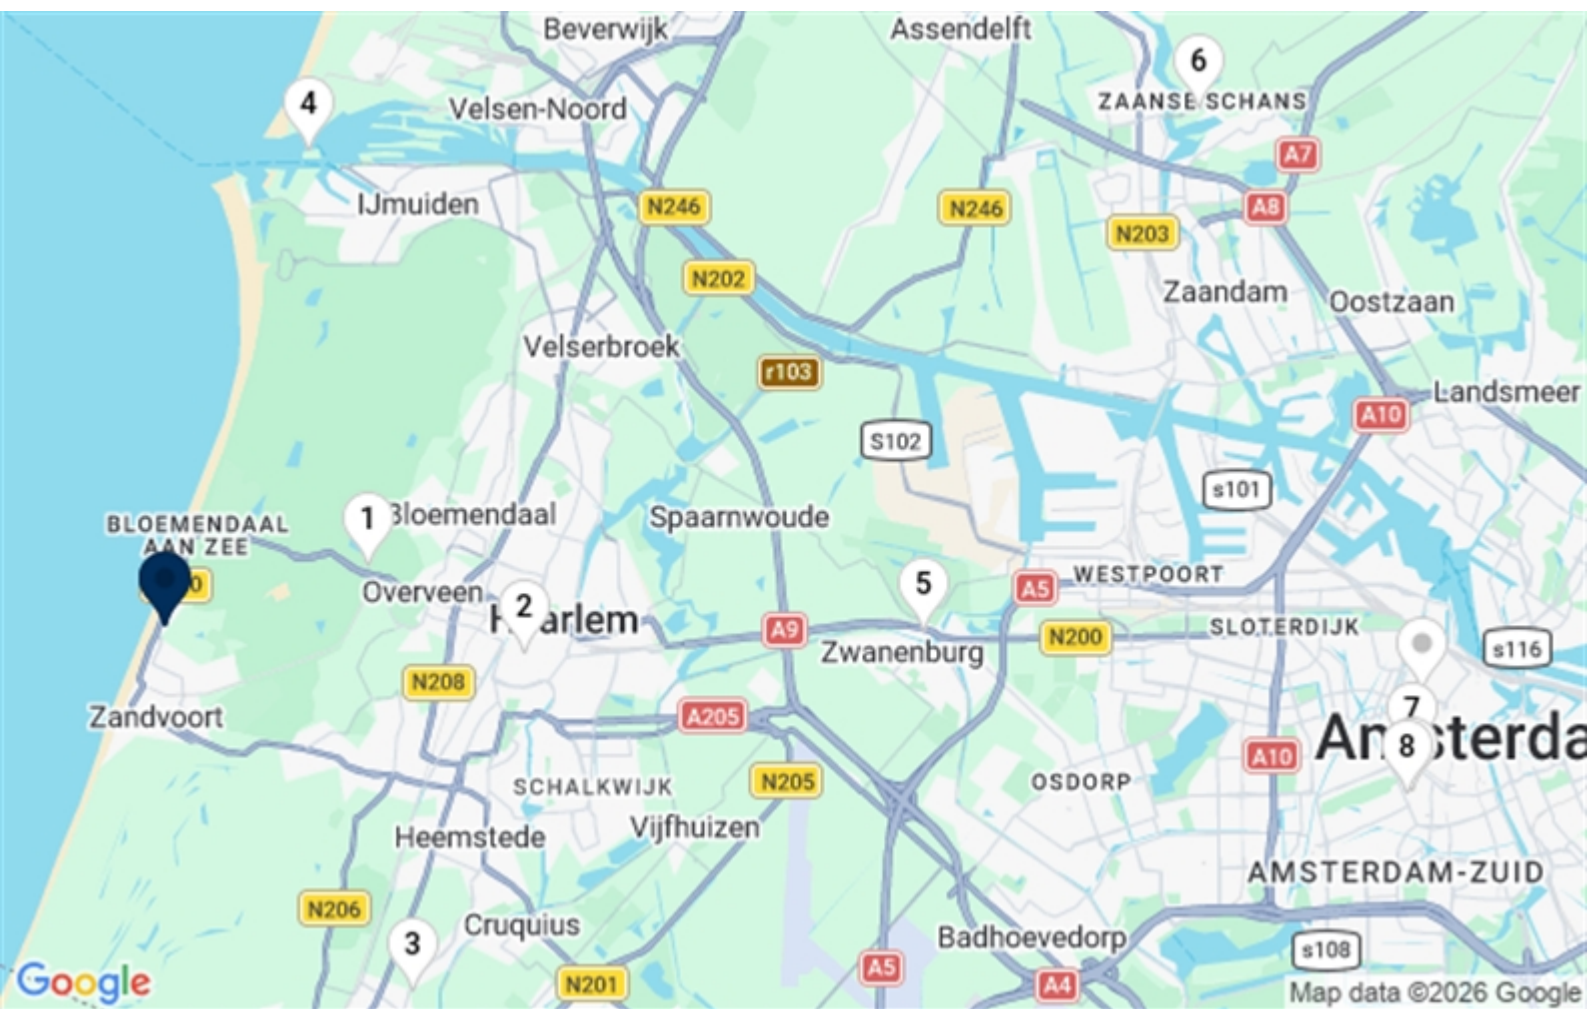 Beverwijk
Assendelft
6
4
ZAANSE SCHANS
Velsen-Noord
A7
IJmuiden
N246
N246
A8
N203
N202
Zaandam
Oostzaan
Velserbroek
r103
Landsmeer
A10
S102
s101
1
Bloemendaal
Spaarnwoude
BLOEMENDAAL
AAN ZEE
WESTPOORT
5
A5
Overveen
2
Haarlem
A9
SLOTERDIJK
N200
Zwanenburg
s116
N208
7
Zandvoort
A205
Amsterda
8
A10
SCHALKWIJK
N205
OSDORP
Vijfhuizen
Heemstede
AMSTERDAM-ZUID
N206
Cruquius
3
Badhoevedorp
s108
A5
Google
N201
A4
Map data ©2026 Google